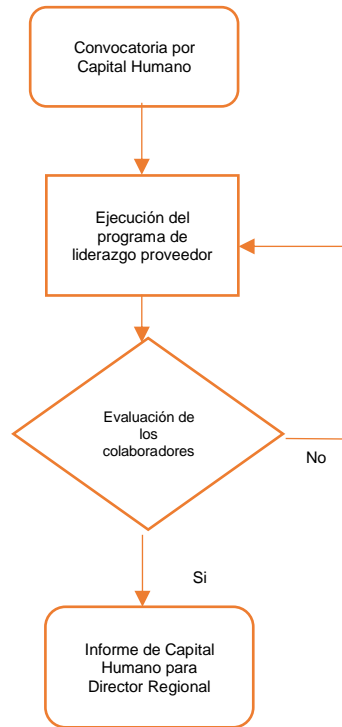 Convocatoria por
Capital Humano
Ejecución del
programa de
liderazgo proveedor
Evaluación de
los
colaboradores
No
Si
Informe de Capital
Humano para
Director Regional